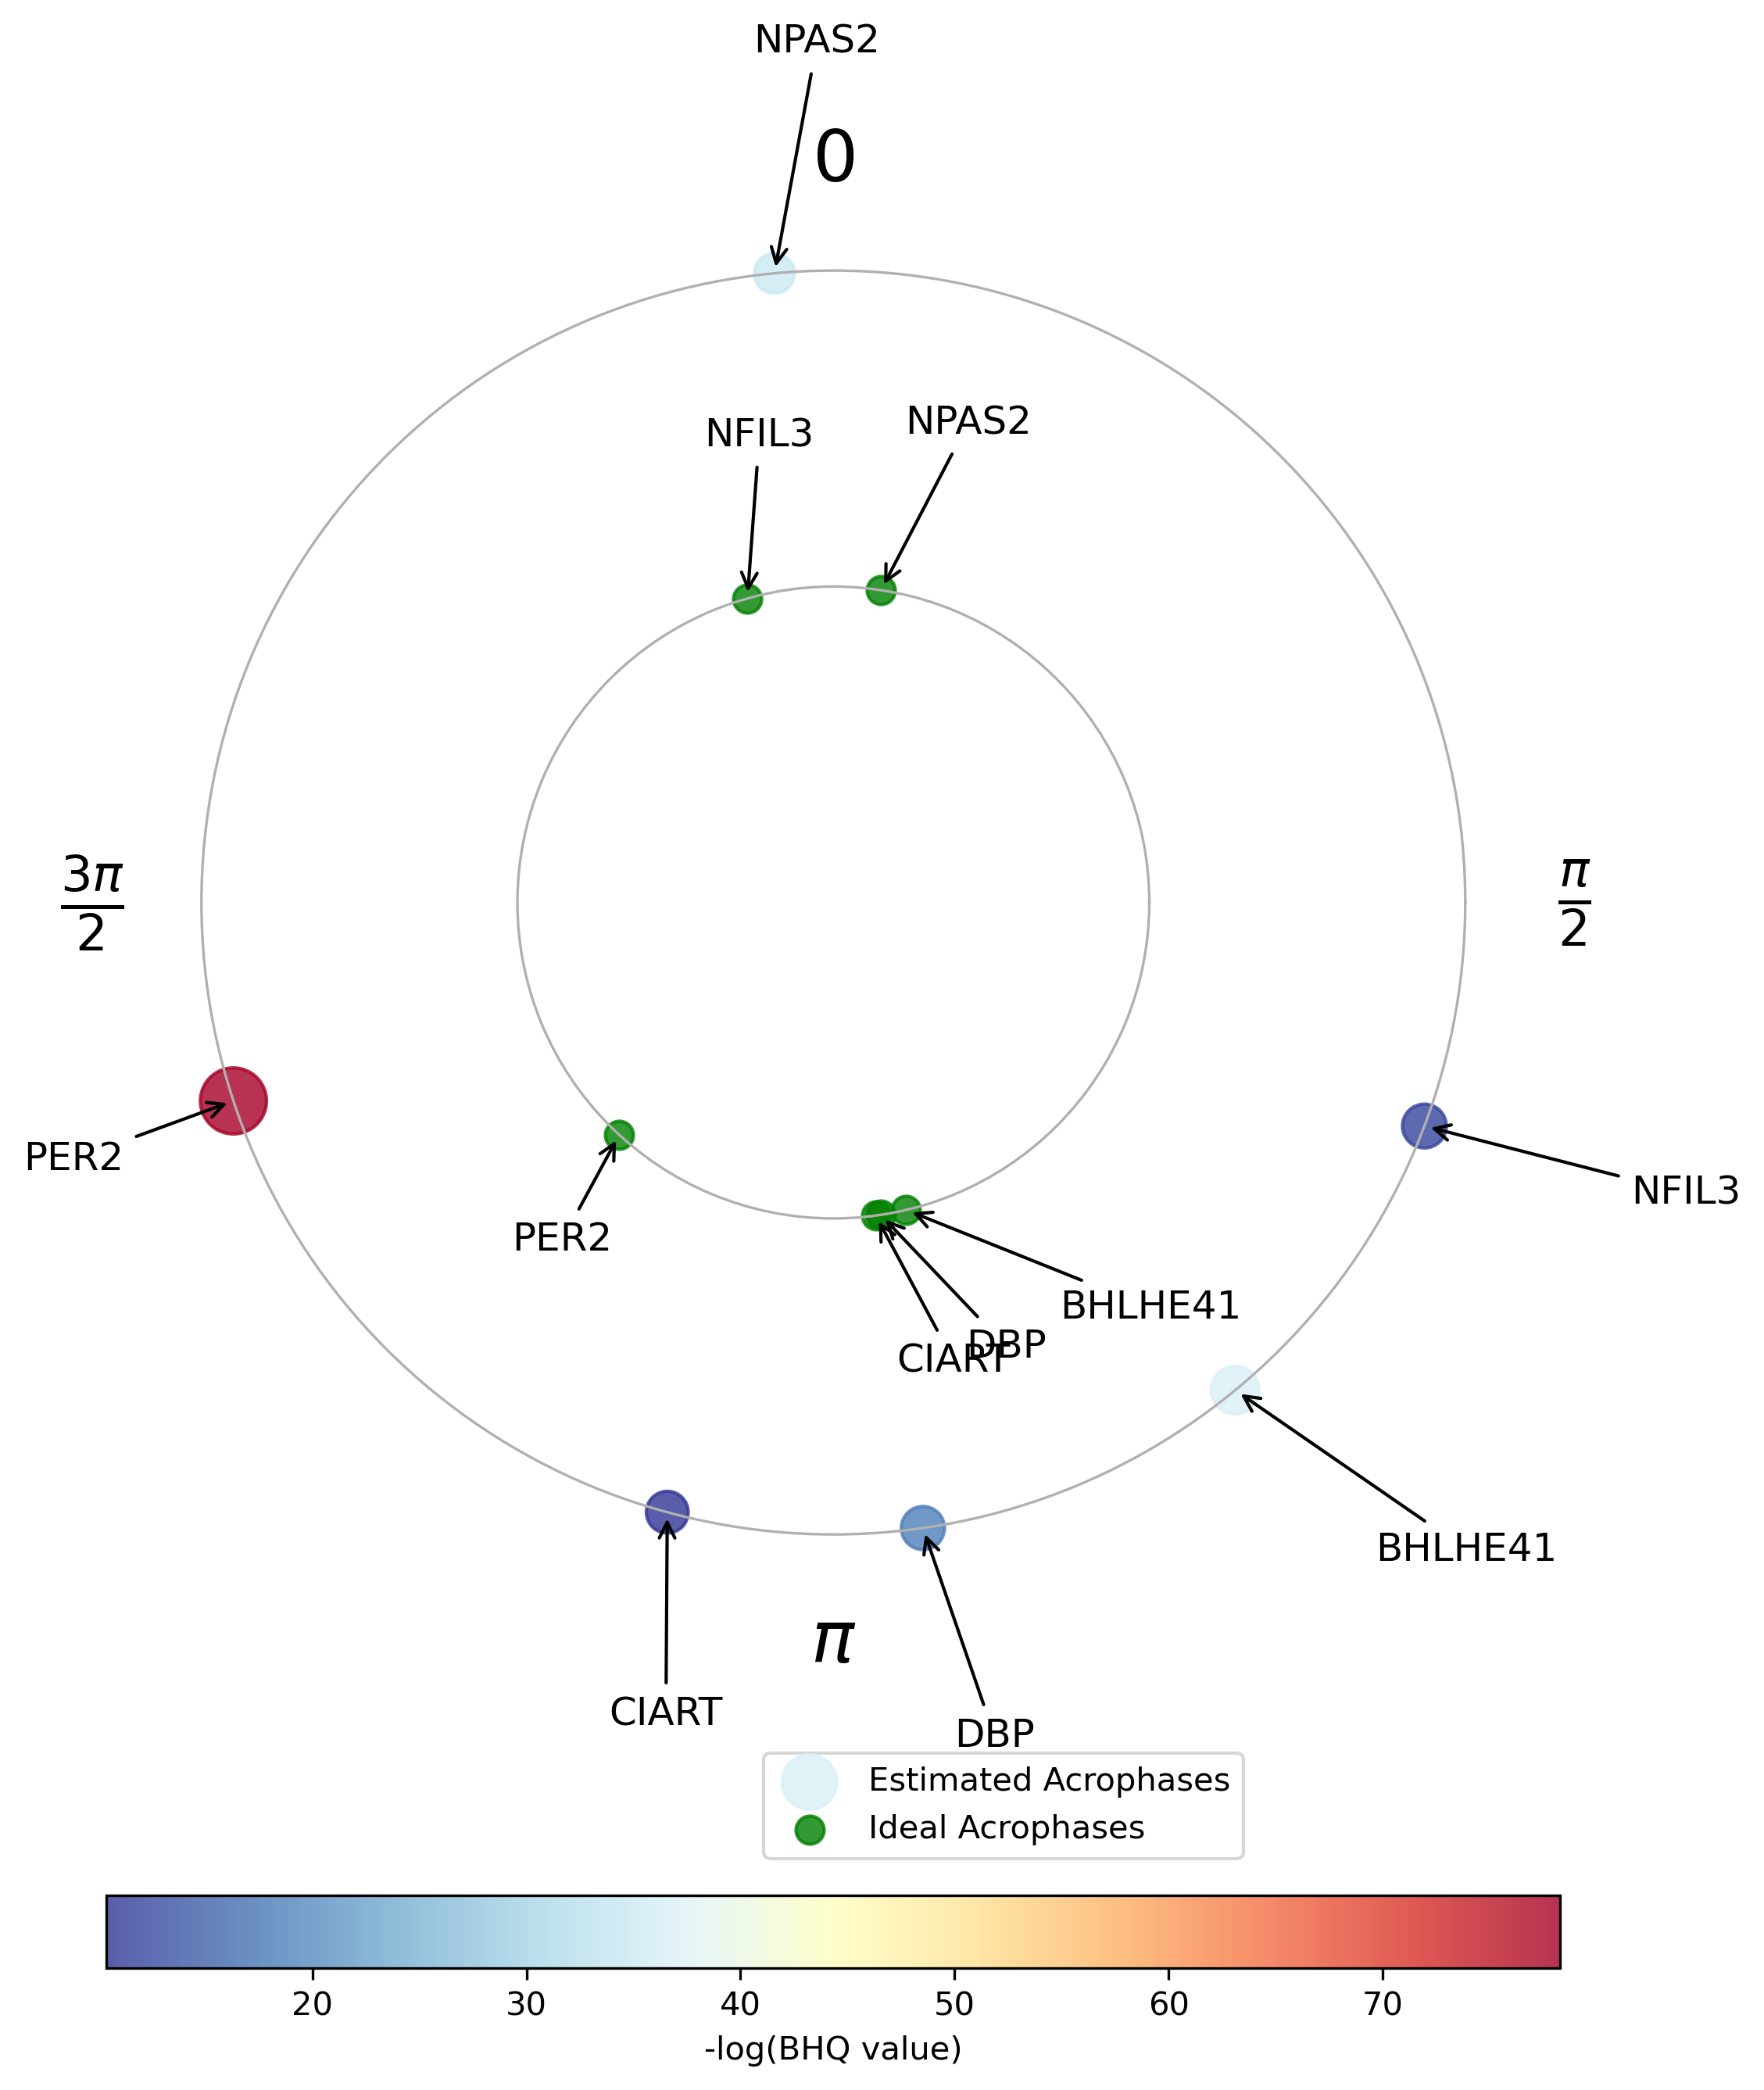 NPAS2
0
NPAS2
NFIL3
3π
2
π
2
PER2
NFIL3
PER2
BHLHE41
DBP
CIART
BHLHE41
π
CIART
DBP
Estimated Acrophases
Ideal Acrophases
20 30 40 50 60 70
-log(BHQ value)